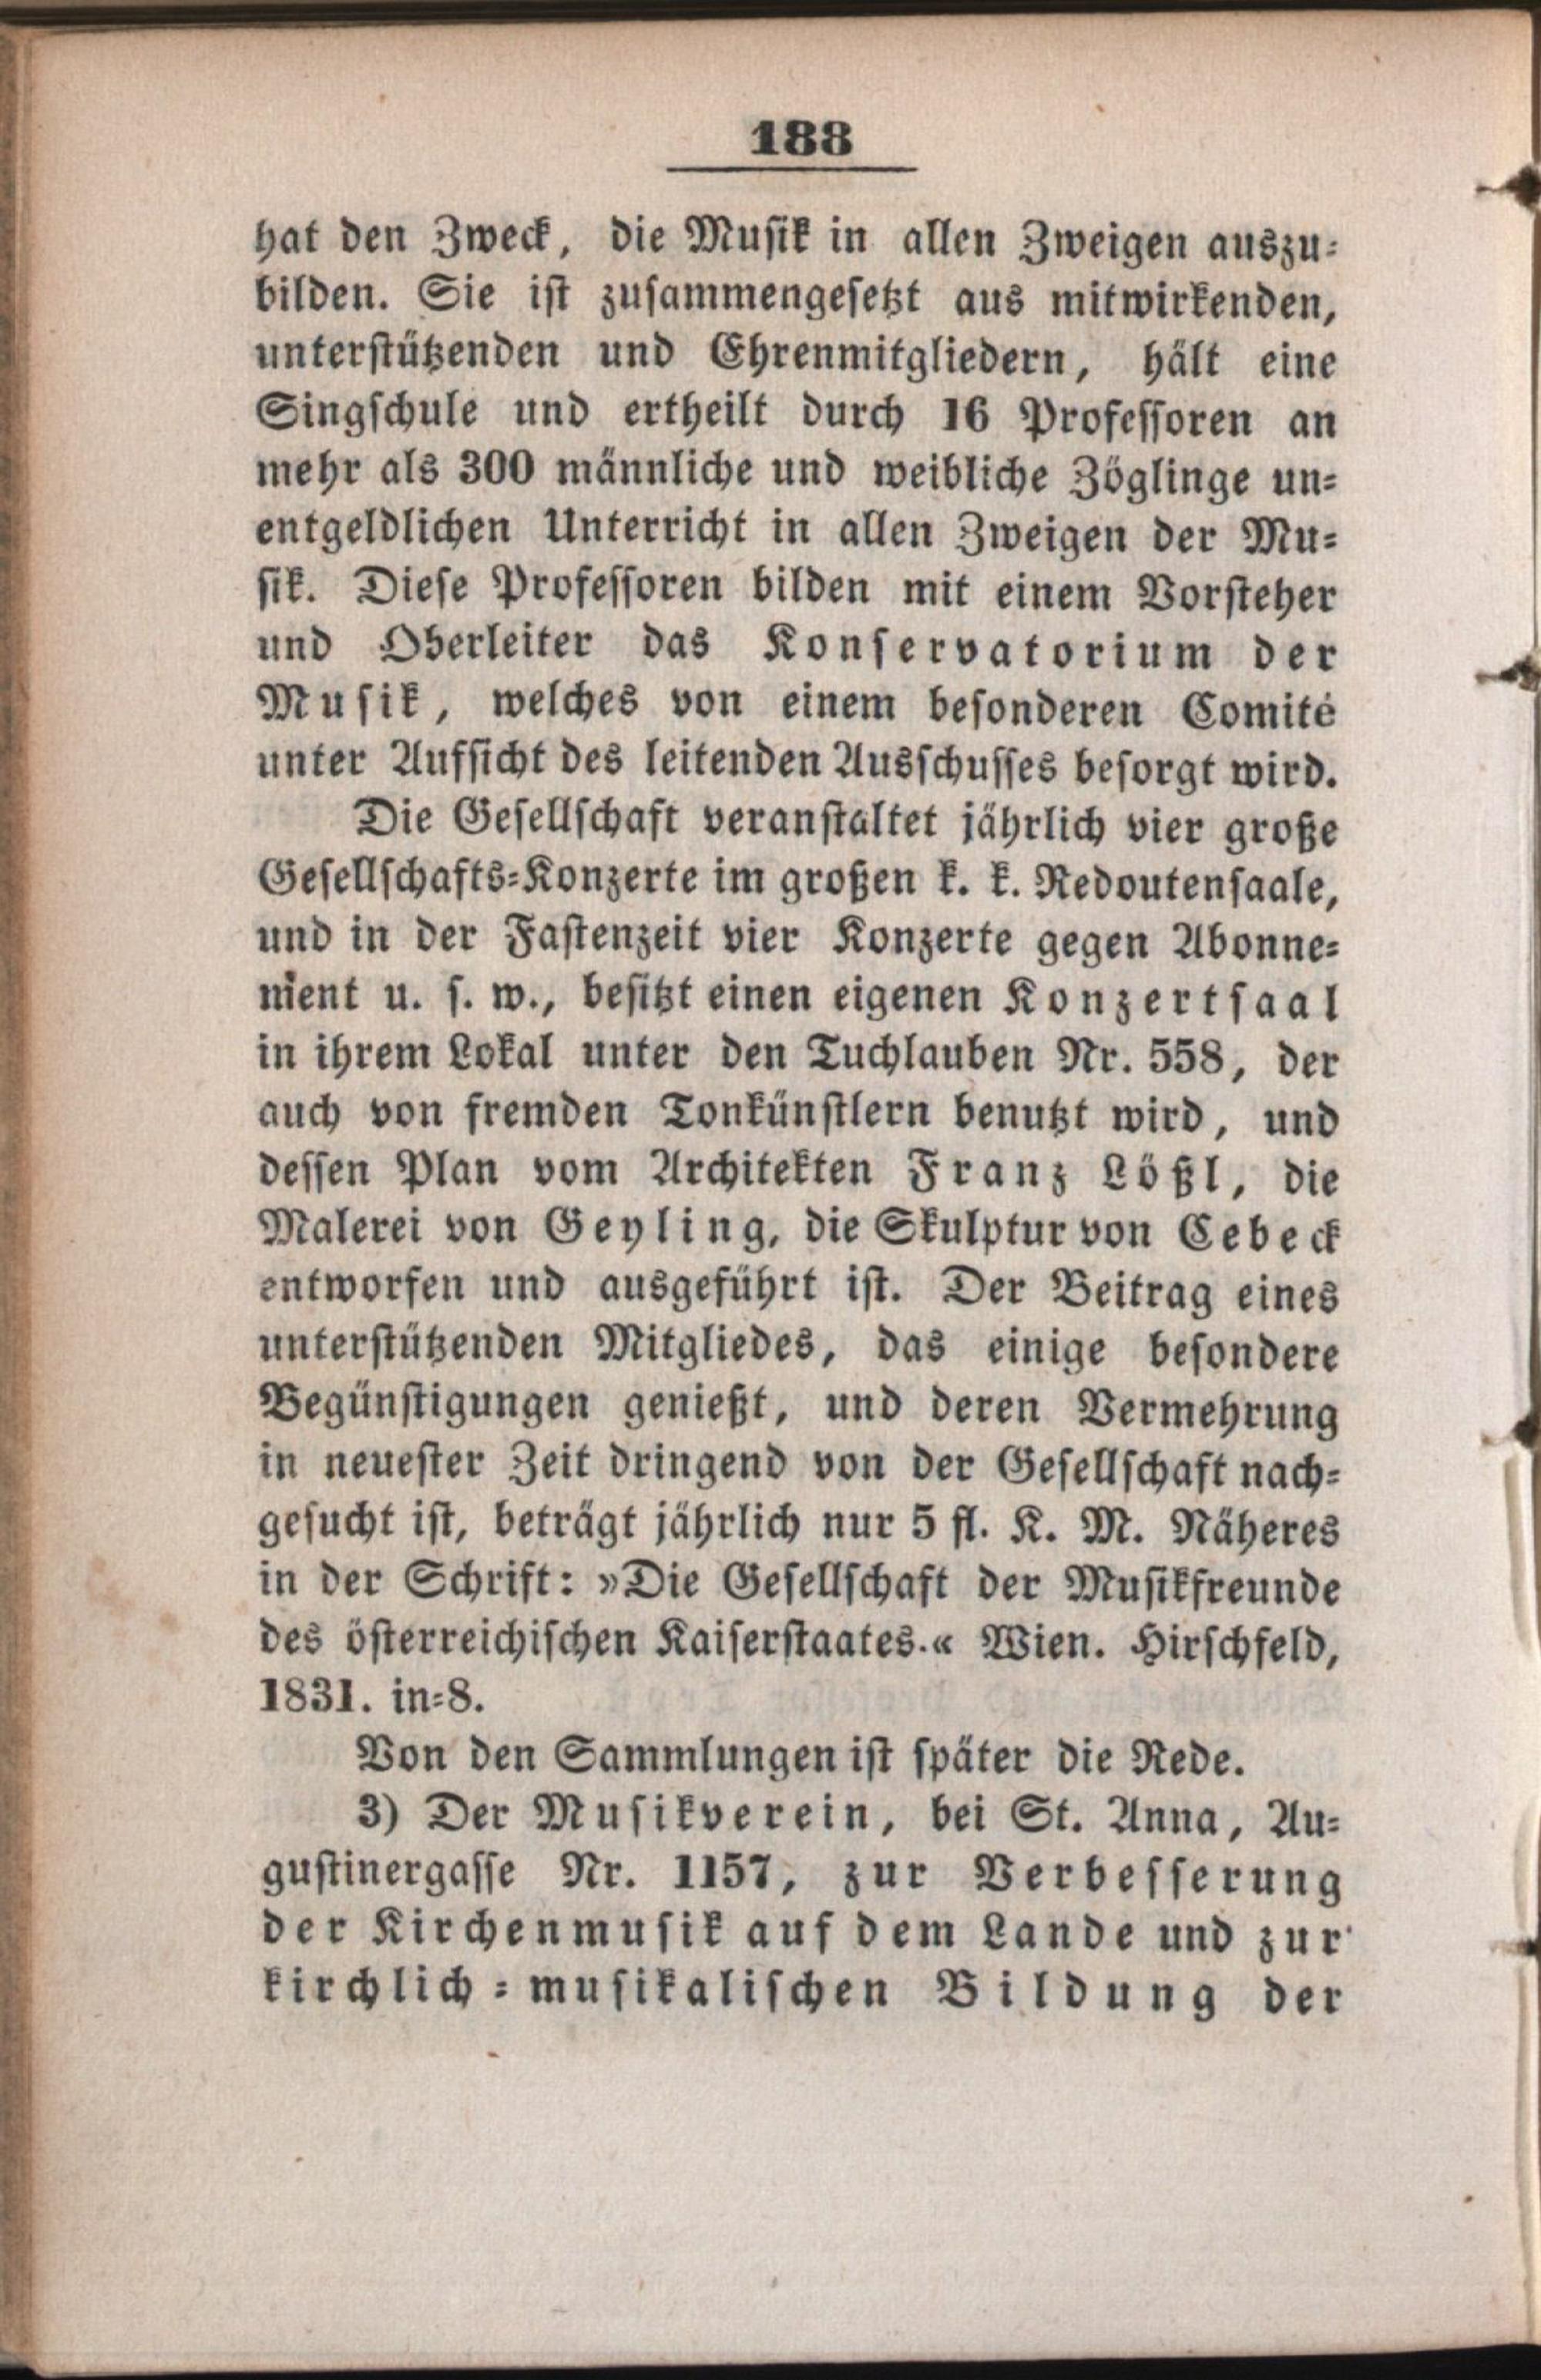 188
hat den Zweck, die Musik in allen Zweigen auszu-
bilden. Sie ist zusammengesetzt aus mitwirkenden,
unterstützenden und Ehrenmitgliedern, hält eine
Singschule und ertheilt durch 16 Professoren an
mehr als 300 männliche und weibliche Zöglinge un-
entgeldlichen Unterricht in allen Zweigen der Mu-
sik. Diese Professoren bilden mit einem Vorsteher
und Oberleiter das Konservatorium der
Musik, welches von einem besonderen Comité
unter Aufsicht des leitenden Ausschusses besorgt wird.
Die Gesellschaft veranstaltet jährlich vier große
Gesellschafts-Konzerte im großen k. k. Redoutensaale,
und in der Fastenzeit vier Konzerte gegen Abonne-
ment u. s. w., besitzt einen eigenen Konzertsaal
in ihrem Lokal unter den Tuchlauben Nr. 558, der
auch von fremden Tonkünstlern benutzt wird, und
dessen Plan vom Architekten Franz Lößl, die
Malerei von Geyling, die Skulptur von Cebeck
entworfen und ausgeführt ist. Der Beitrag eines
unterstützenden Mitgliedes, das einige besondere
Begünstigungen genießt, und deren Vermehrung
in neuester Zeit dringend von der Gesellschaft nach-
gesucht ist, beträgt jährlich nur 5 fl. K. M. Näheres
in der Schrift: »Die Gesellschaft der Musikfreunde
des österreichischen Kaiserstaates.« Wien. Hirschfeld,
1831. in-8.
Von den Sammlungen ist später die Rede.
3) Der Musikverein, bei St. Anna, Au-
gustinergasse Nr. 1157, zur Verbesserung
der Kirchenmusik auf dem Lande und zur
kirchlich-musikalischen Bildung der